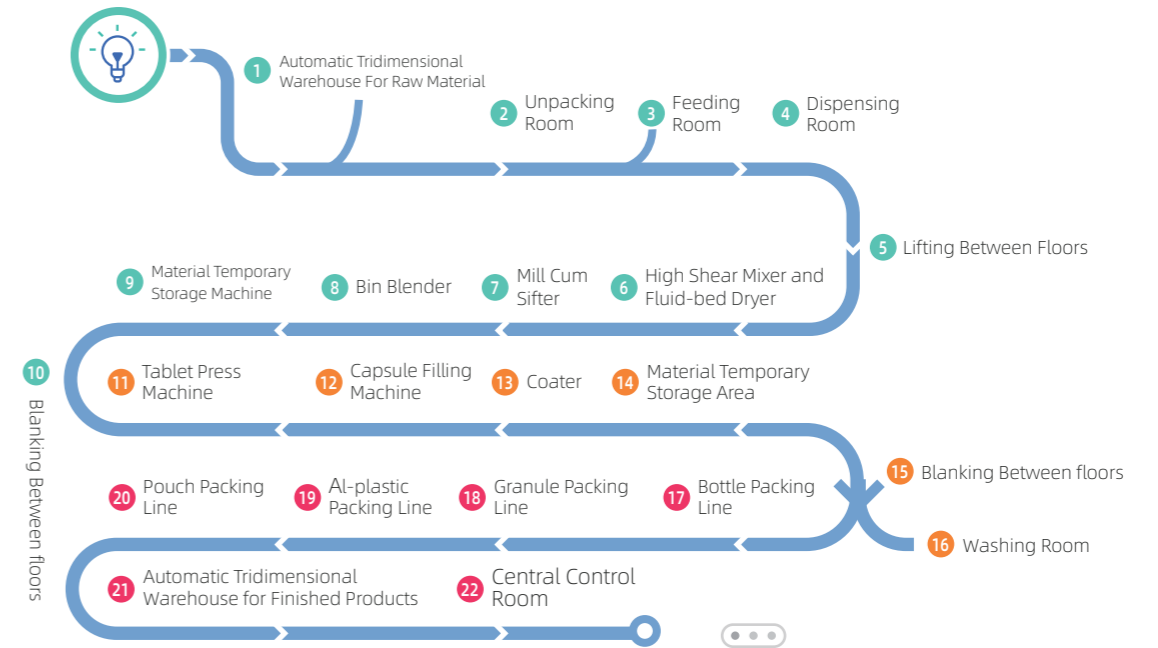 1
Automatic Tridimensional
Warehouse For Raw Material
2
Unpacking
Room
3
Feeding
Room
4
Dispensing
Room
5
Lifting Between Floors
6
High Shear Mixer and
Fluid-bed Dryer
7
Mill Cum
Sifter
8
Bin Blender
9
Material Temporary
Storage Machine
10
Blanking Between floors
11
Tablet Press
Machine
12
Capsule Filling
Machine
13
Coater
14
Material Temporary
Storage Area
15
Blanking Between floors
16
Washing Room
17
Bottle Packing
Line
18
Granule Packing
Line
19
Al-plastic
Packing Line
20
Pouch Packing
Line
21
Automatic Tridimensional
Warehouse for Finished Products
22
Central Control
Room